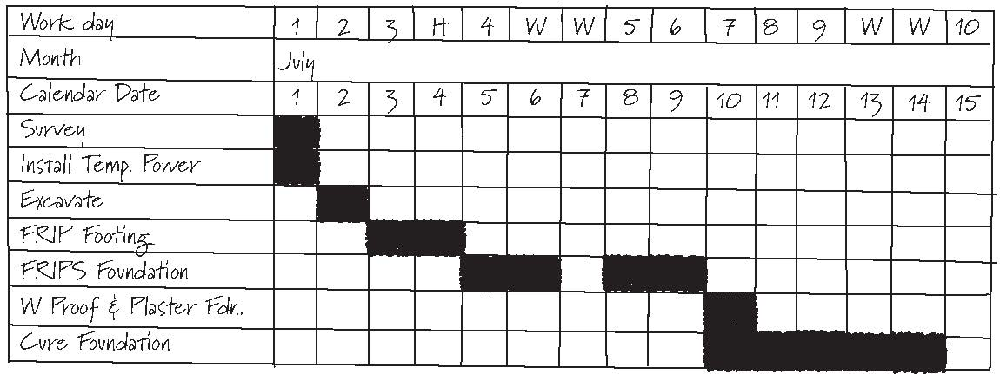 Work day 1 2 3 H 4 W W 5 6 7 8 9 W W 10
Month July
Calendar Date 1 2 3 4 5 6 7 8 9 10 11 12 13 14 15
Survey
Install Temp. Power
Excavate
FRIP Footing
FRIPS Foundation
W Proof & Plaster Fdn.
Cure Foundation